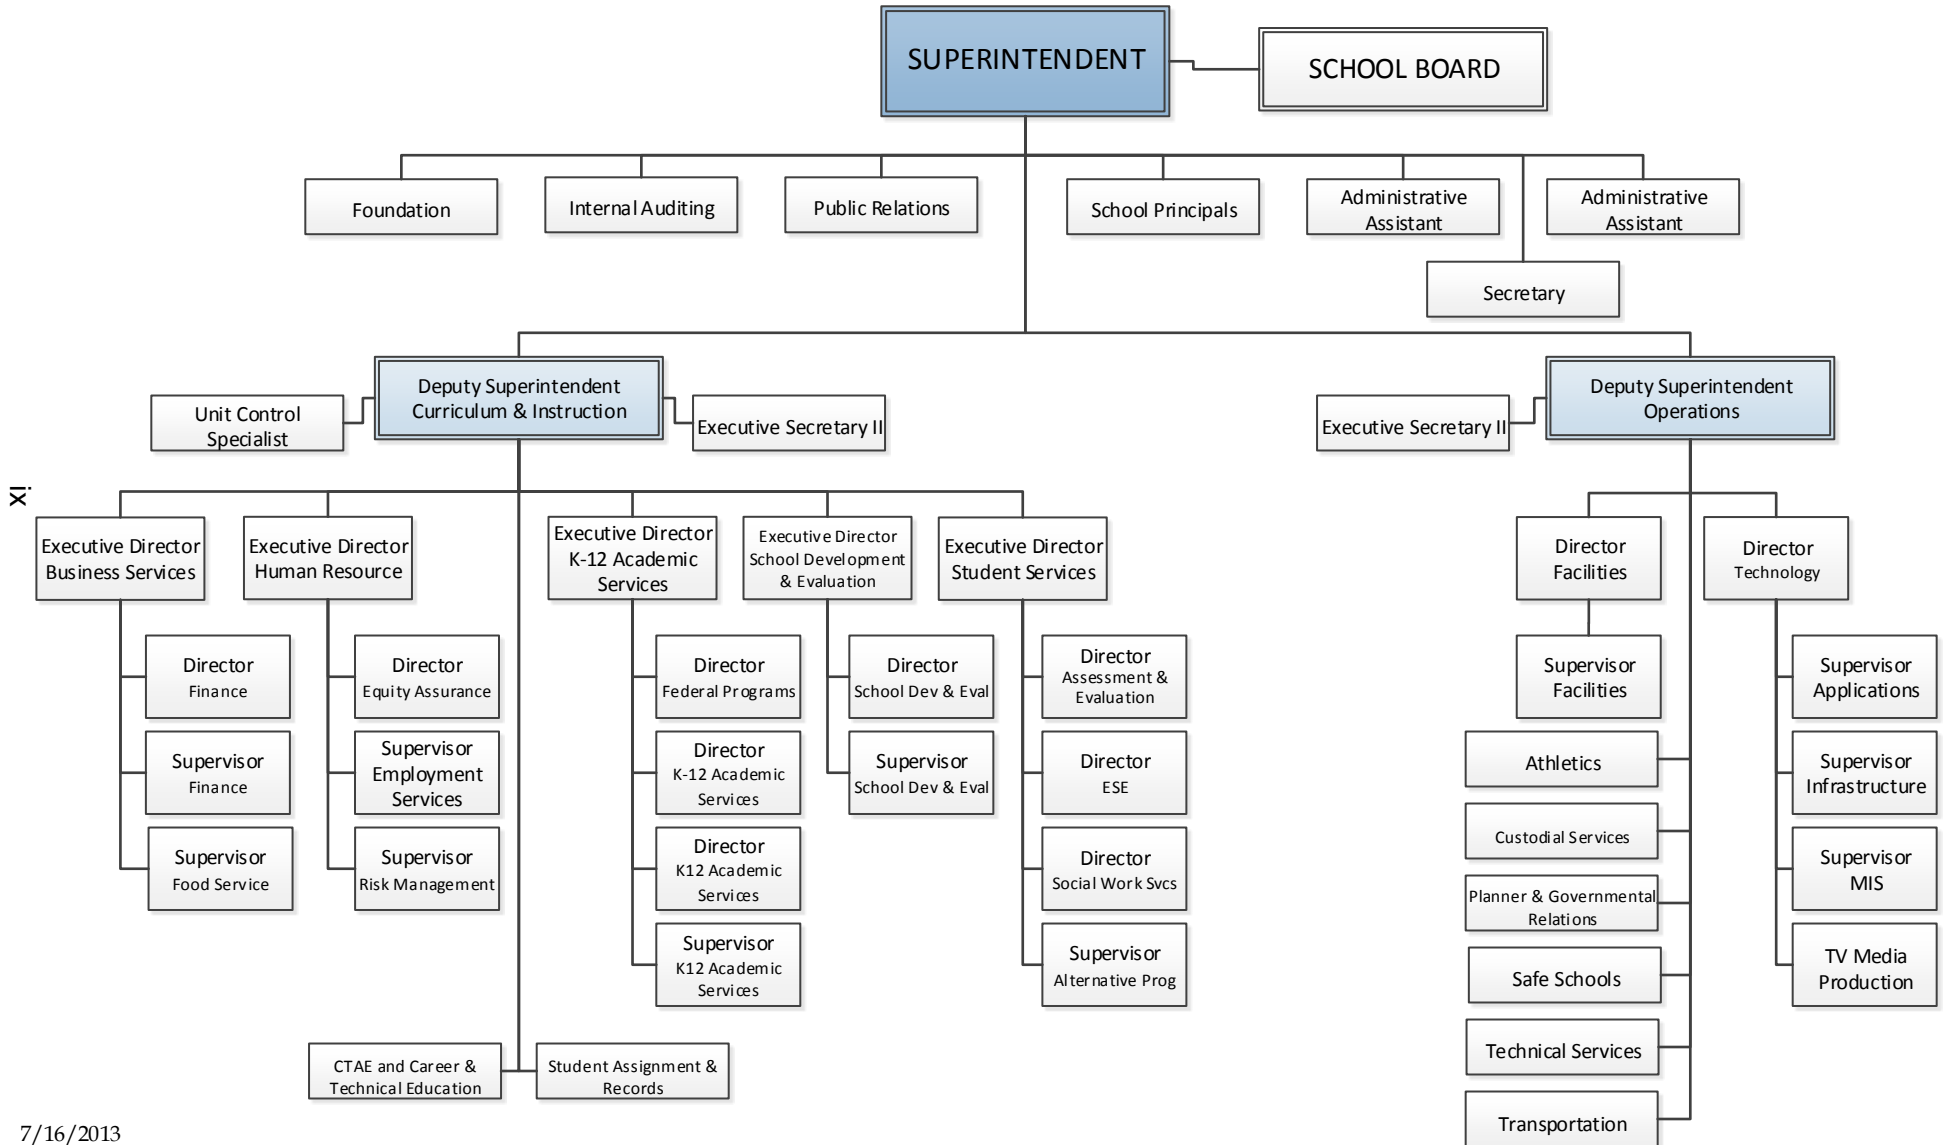 SUPERINTENDENT
SCHOOL BOARD
Foundation
Internal Auditing
Public Relations
School Principals
Administrative
Assistant
Administrative
Assistant
Secretary
Deputy Superintendent
Curriculum & Instruction
Unit Control
Specialist
Executive Secretary II
Deputy Superintendent
Operations
Executive Secretary II
ix
Executive Director
Business Services
Executive Director
Human Resource
Executive Director
K-12 Academic
Services
Executive Director
School Development
& Evaluation
Executive Director
Student Services
Director
Facilities
Director
Technology
Director
Finance
Supervisor
Finance
Supervisor
Food Service
Director
Equity Assurance
Supervisor
Employment
Services
Supervisor
Risk Management
Director
Federal Programs
Director
K-12 Academic
Services
Director
K12 Academic
Services
Supervisor
K12 Academic
Services
Director
School Dev & Eval
Supervisor
School Dev & Eval
Director
Assessment &
Evaluation
Director
ESE
Director
Social Work Svcs
Supervisor
Alternative Prog
Supervisor
Facilities
Athletics
Custodial Services
Planner & Governmental
Relations
Safe Schools
Technical Services
Transportation
Supervisor
Applications
Supervisor
Infrastructure
Supervisor
MIS
TV Media
Production
CTAE and Career &
Technical Education
Student Assignment &
Records
7/16/2013